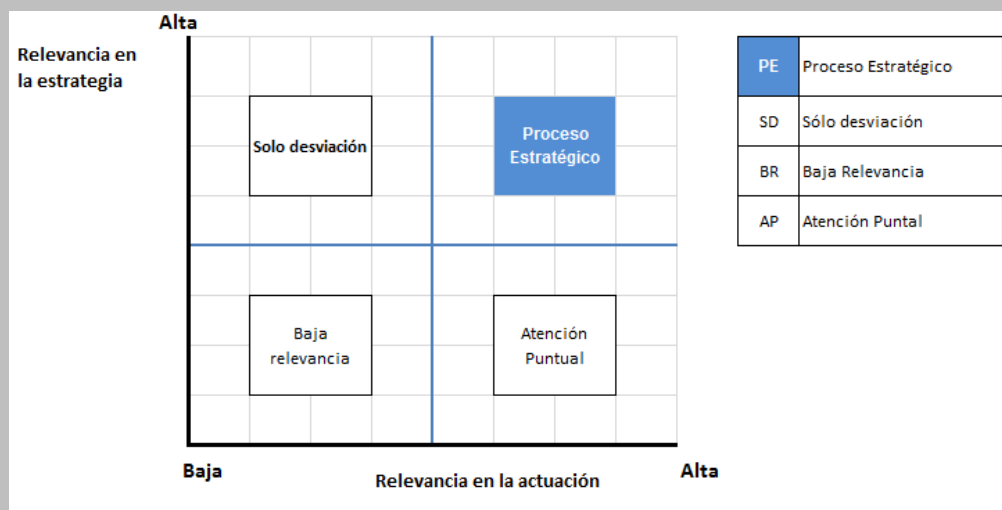 Alta
Relevancia en
la estrategia
Solo desviación
Proceso
Estratégico
Baja
relevancia
Atención
Puntual
Baja
Relevancia en la actuación
Alta
PE Proceso Estratégico
SD Sólo desviación
BR Baja Relevancia
AP Atención Puntal